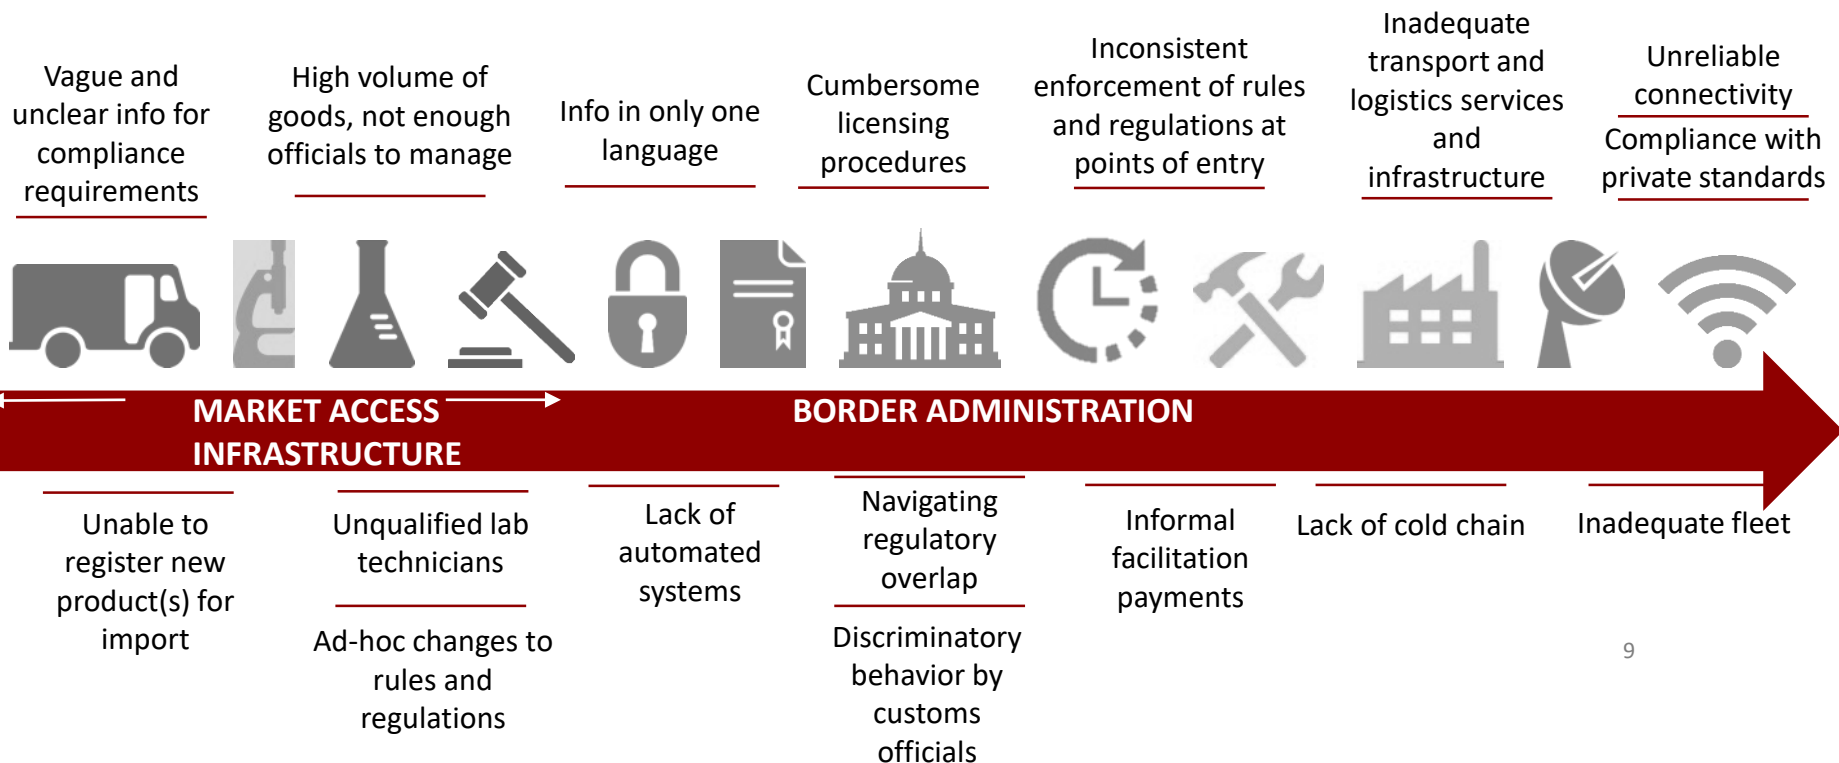 Vague and
unclear info for
compliance
requirements
High volume of
goods, not enough
officials to manage
Info in only one
language
Cumbersome
licensing
procedures
Inconsistent
enforcement of rules
and regulations at
points of entry
Inadequate
transport and
logistics services
and
infrastructure
Unreliable
connectivity
Compliance with
private standards
MARKET ACCESS
INFRASTRUCTURE
BORDER ADMINISTRATION
Unable to
register new
product(s) for
import
Unqualified lab
technicians
Ad-hoc changes to
rules and
regulations
Lack of
automated
systems
Navigating
regulatory
overlap
Discriminatory
behavior by
customs
officials
Informal
facilitation
payments
Lack of cold chain
Inadequate fleet
9